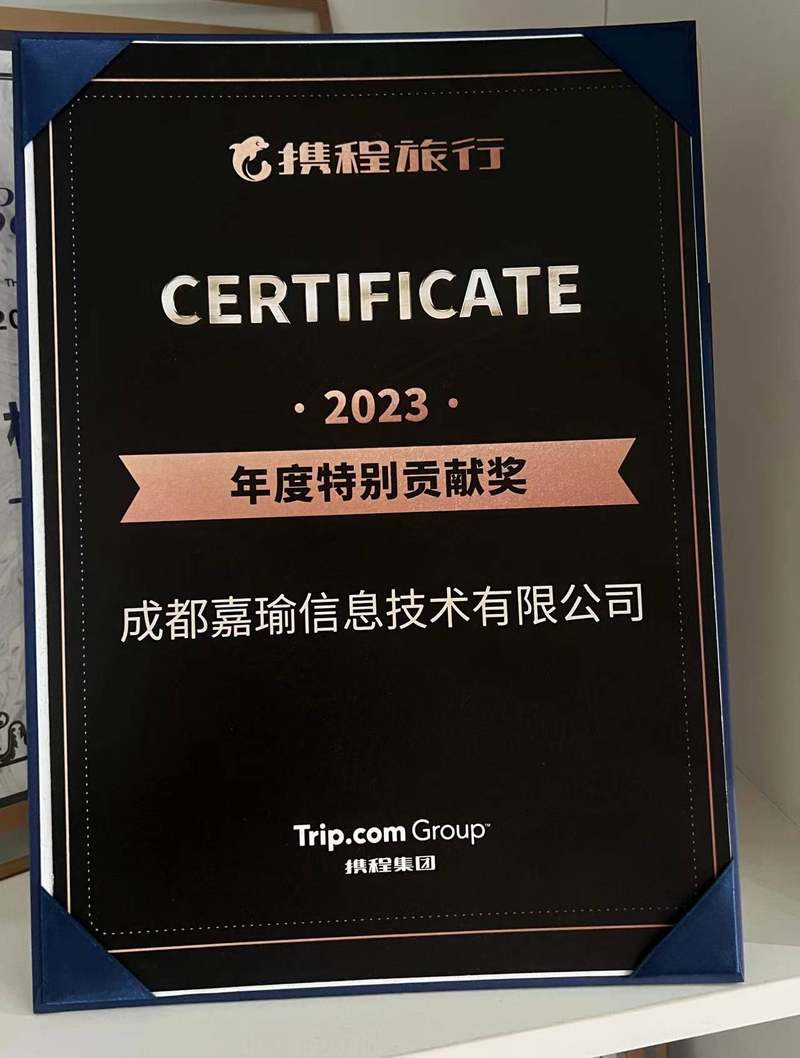 携程旅行
CERTIFICATE
· 2023 ·
年度特别贡献奖
成都嘉瑜信息技术有限公司
Trip.com Group™
携程集团